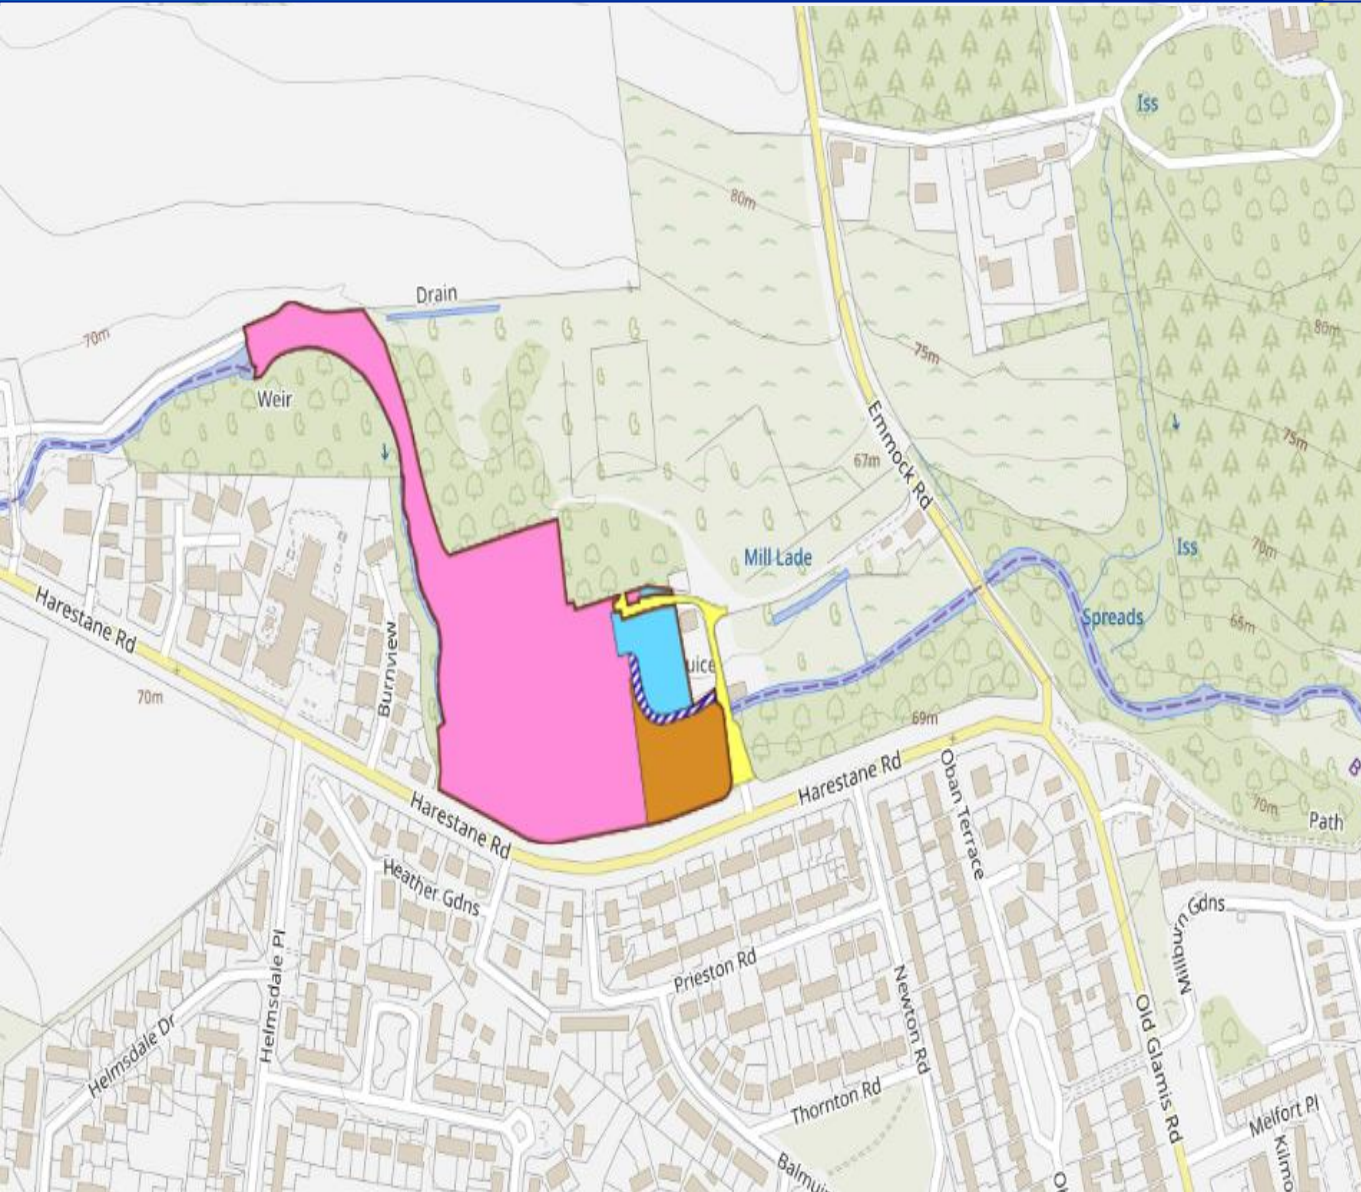 Iss
80m
Drain
70m
80m
75m
Weir
Emmock Rd
67m
75m
Mill Lade
Iss
70m
Harestane Rd
Spreads
65m
Burnview
uice
70m
69m
Harestane Rd
Oban Terrace
B
Harestane Rd
70m
Path
Heather Gdns
Millburn Gdns
Helmsdale Pl
Prieston Rd
Newton Rd
Helmsdale Dr
Old Glamis Rd
Thornton Rd
Melfort Pl
Kilmo
Balmuir